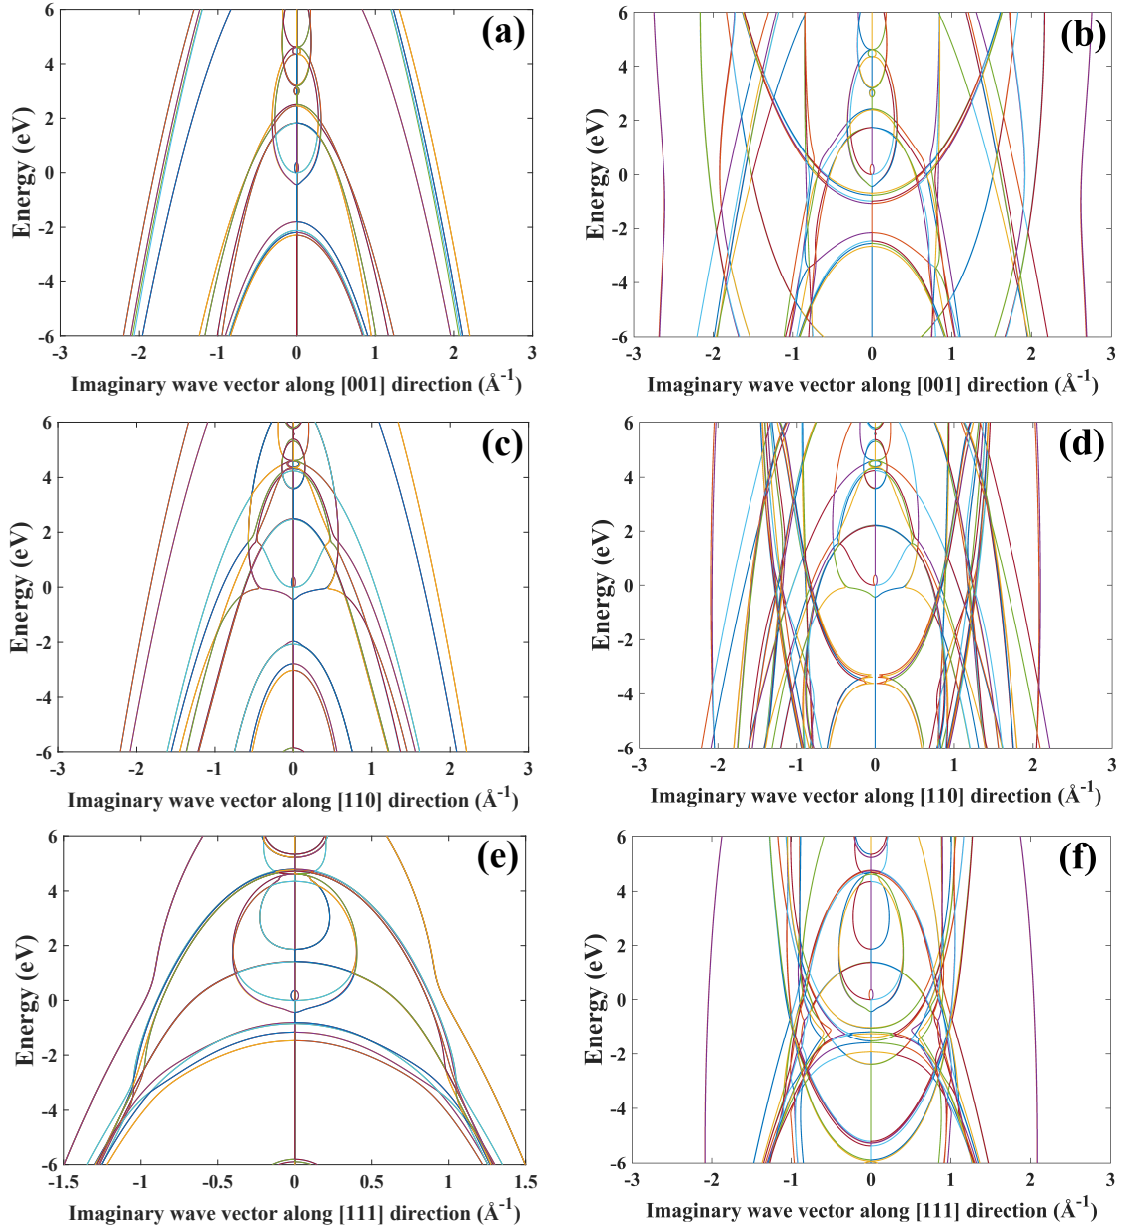 (a)
6
4
2
0
-2
-4
-6
Energy (eV)
-3 -2 -1 0 1 2 3
Imaginary wave vector along [001] direction (Å-1)
(b)
6
4
2
0
-2
-4
-6
Energy (eV)
-3 -2 -1 0 1 2 3
Imaginary wave vector along [001] direction (Å-1)
(c)
6
4
2
0
-2
-4
-6
Energy (eV)
-3 -2 -1 0 1 2 3
Imaginary wave vector along [110] direction (Å-1)
(d)
6
4
2
0
-2
-4
-6
Energy (eV)
-3 -2 -1 0 1 2 3
Imaginary wave vector along [110] direction (Å-1)
(e)
6
4
2
0
-2
-4
-6
Energy (eV)
-1.5 -1 -0.5 0 0.5 1 1.5
Imaginary wave vector along [111] direction (Å-1)
(f)
6
4
2
0
-2
-4
-6
Energy (eV)
-3 -2 -1 0 1 2 3
Imaginary wave vector along [111] direction (Å-1)